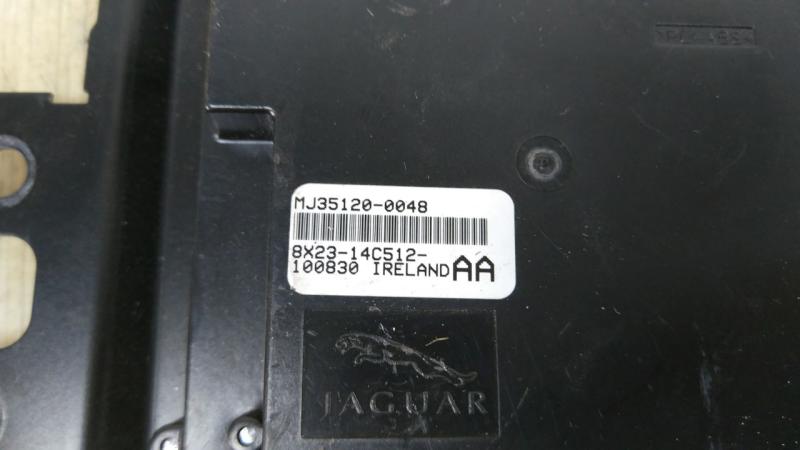 MJ35120-0048
8X23-14C512-
100830 IRELAND AA
JAGUAR